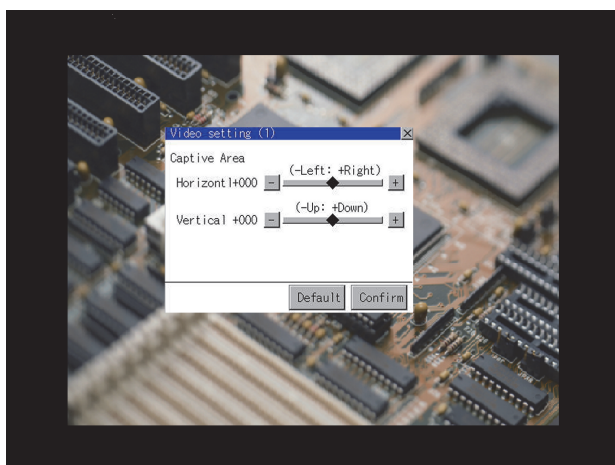 Video setting (1) ×
Captive Area
(-Left: +Right)
Horizontl+000 - +
(-Up: +Down)
Vertical +000 - +
Default Confirm